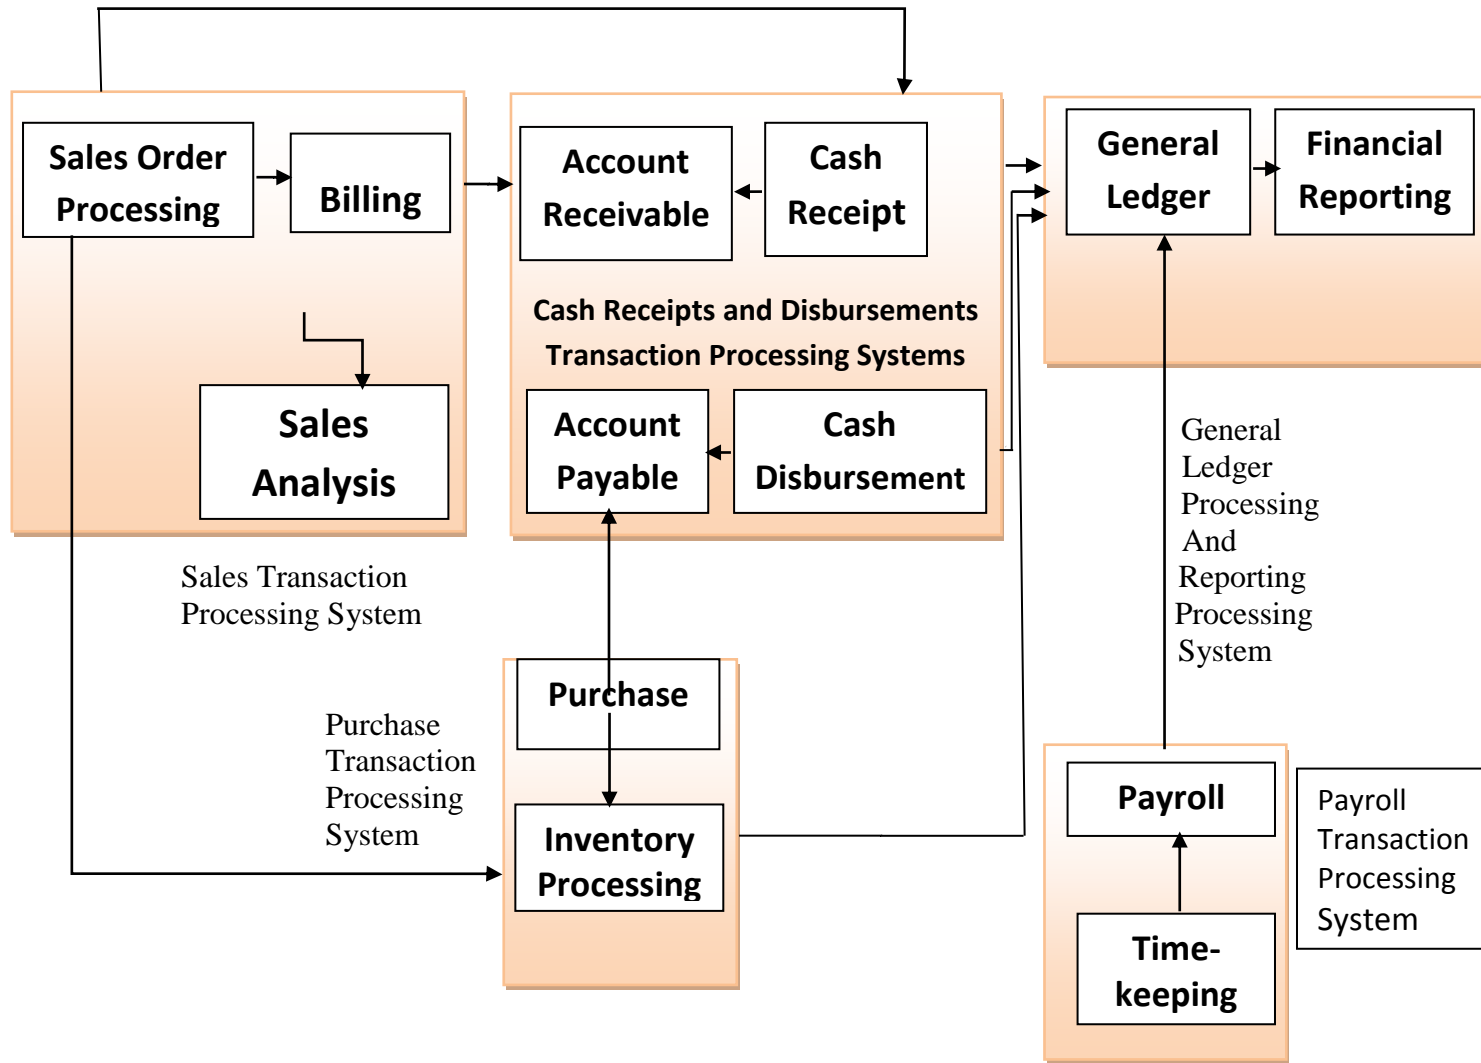 Sales Order
Processing
Billing
Sales
Analysis
Sales Transaction
Processing System
Account
Receivable
Cash
Receipt
Cash Receipts and Disbursements
Transaction Processing Systems
Account
Payable
Cash
Disbursement
General
Ledger
Financial
Reporting
General
Ledger
Processing
And
Reporting
Processing
System
Purchase
Transaction
Processing
System
Purchase
Inventory
Processing
Payroll
Time-
keeping
Payroll
Transaction
Processing
System